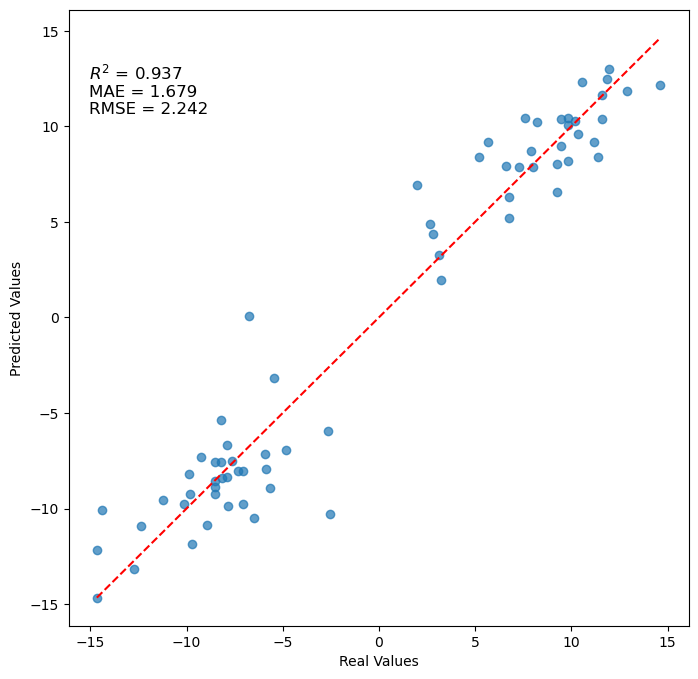 15
10
5
0
−5
−10
−15
Predicted Values
R² = 0.937
MAE = 1.679
RMSE = 2.242
−15 −10 −5 0 5 10 15
Real Values